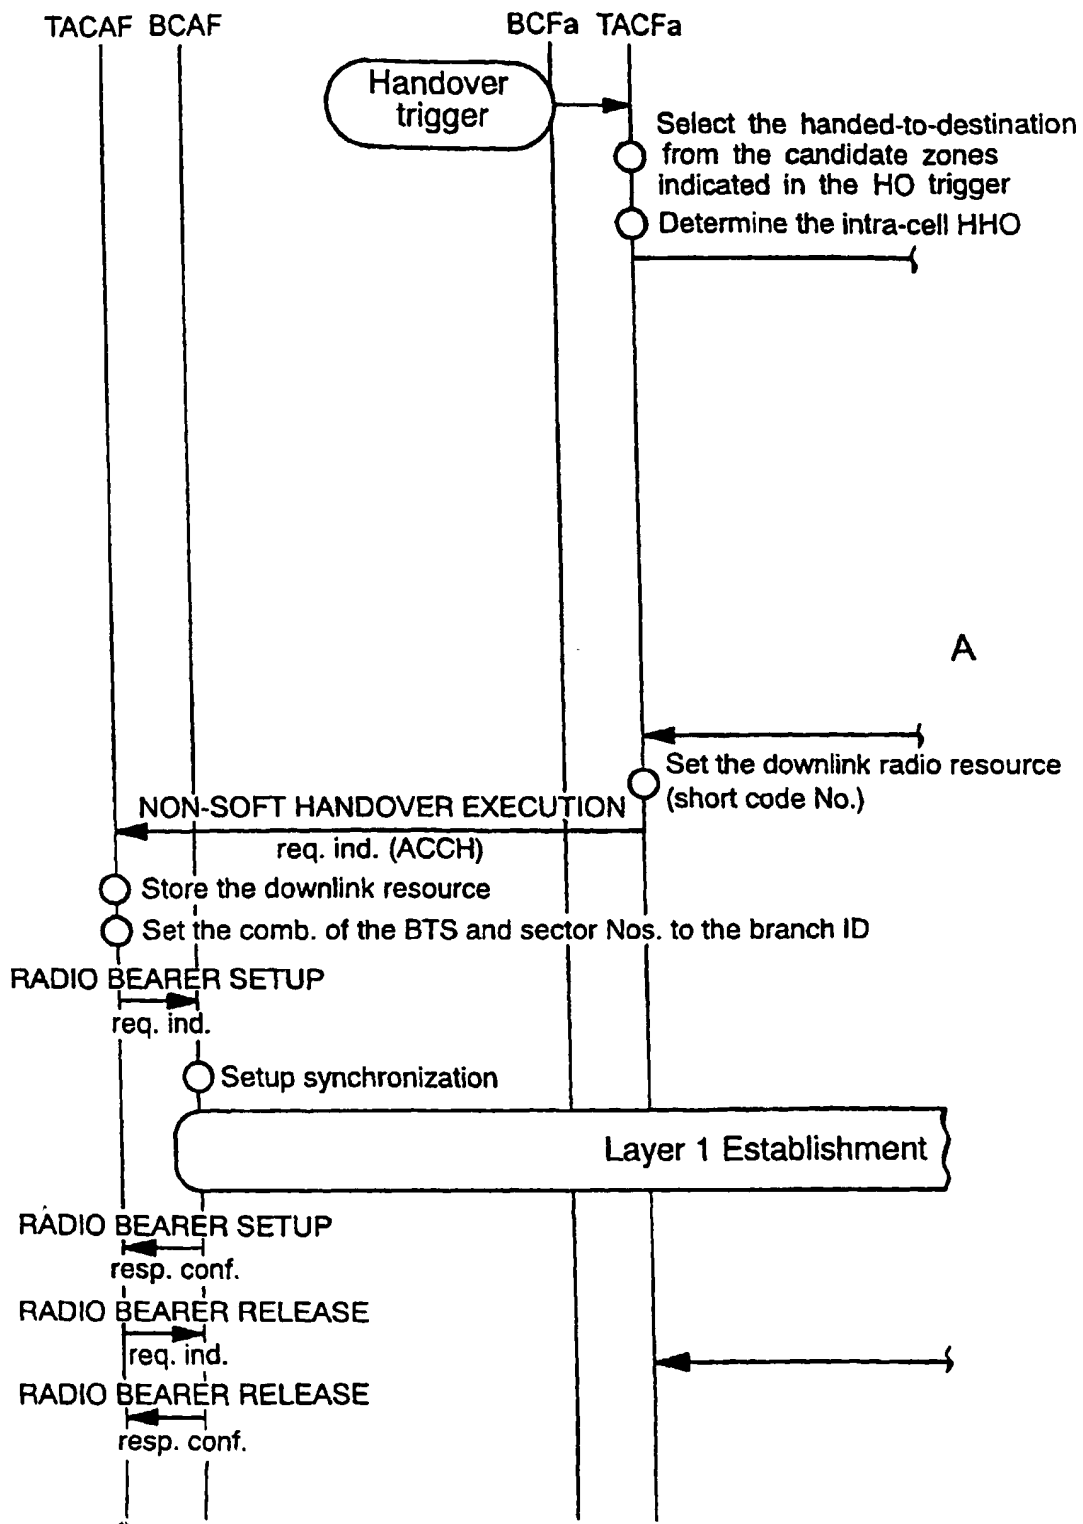 TACAF BCAF BCFa TACFa
Handover
trigger
Select the handed-to-destination
from the candidate zones
indicated in the HO trigger
Determine the intra-cell HHO
A
Set the downlink radio resource
(short code No.)
NON-SOFT HANDOVER EXECUTION
req. ind. (ACCH)
Store the downlink resource
Set the comb. of the BTS and sector Nos. to the branch ID
RADIO BEARER SETUP
req. ind.
Setup synchronization
Layer 1 Establishment
RADIO BEARER SETUP
resp. conf.
RADIO BEARER RELEASE
req. ind.
RADIO BEARER RELEASE
resp. conf.